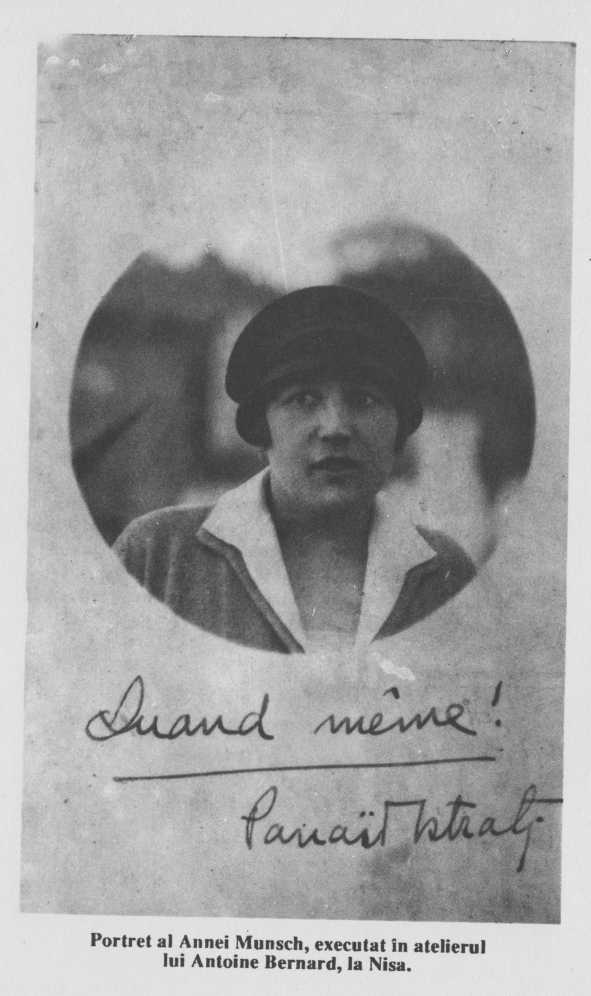 Quand même!
Panaït Istrati
Portret al Annei Munsch, executat în atelierul
lui Antoine Bernard, la Nisa.